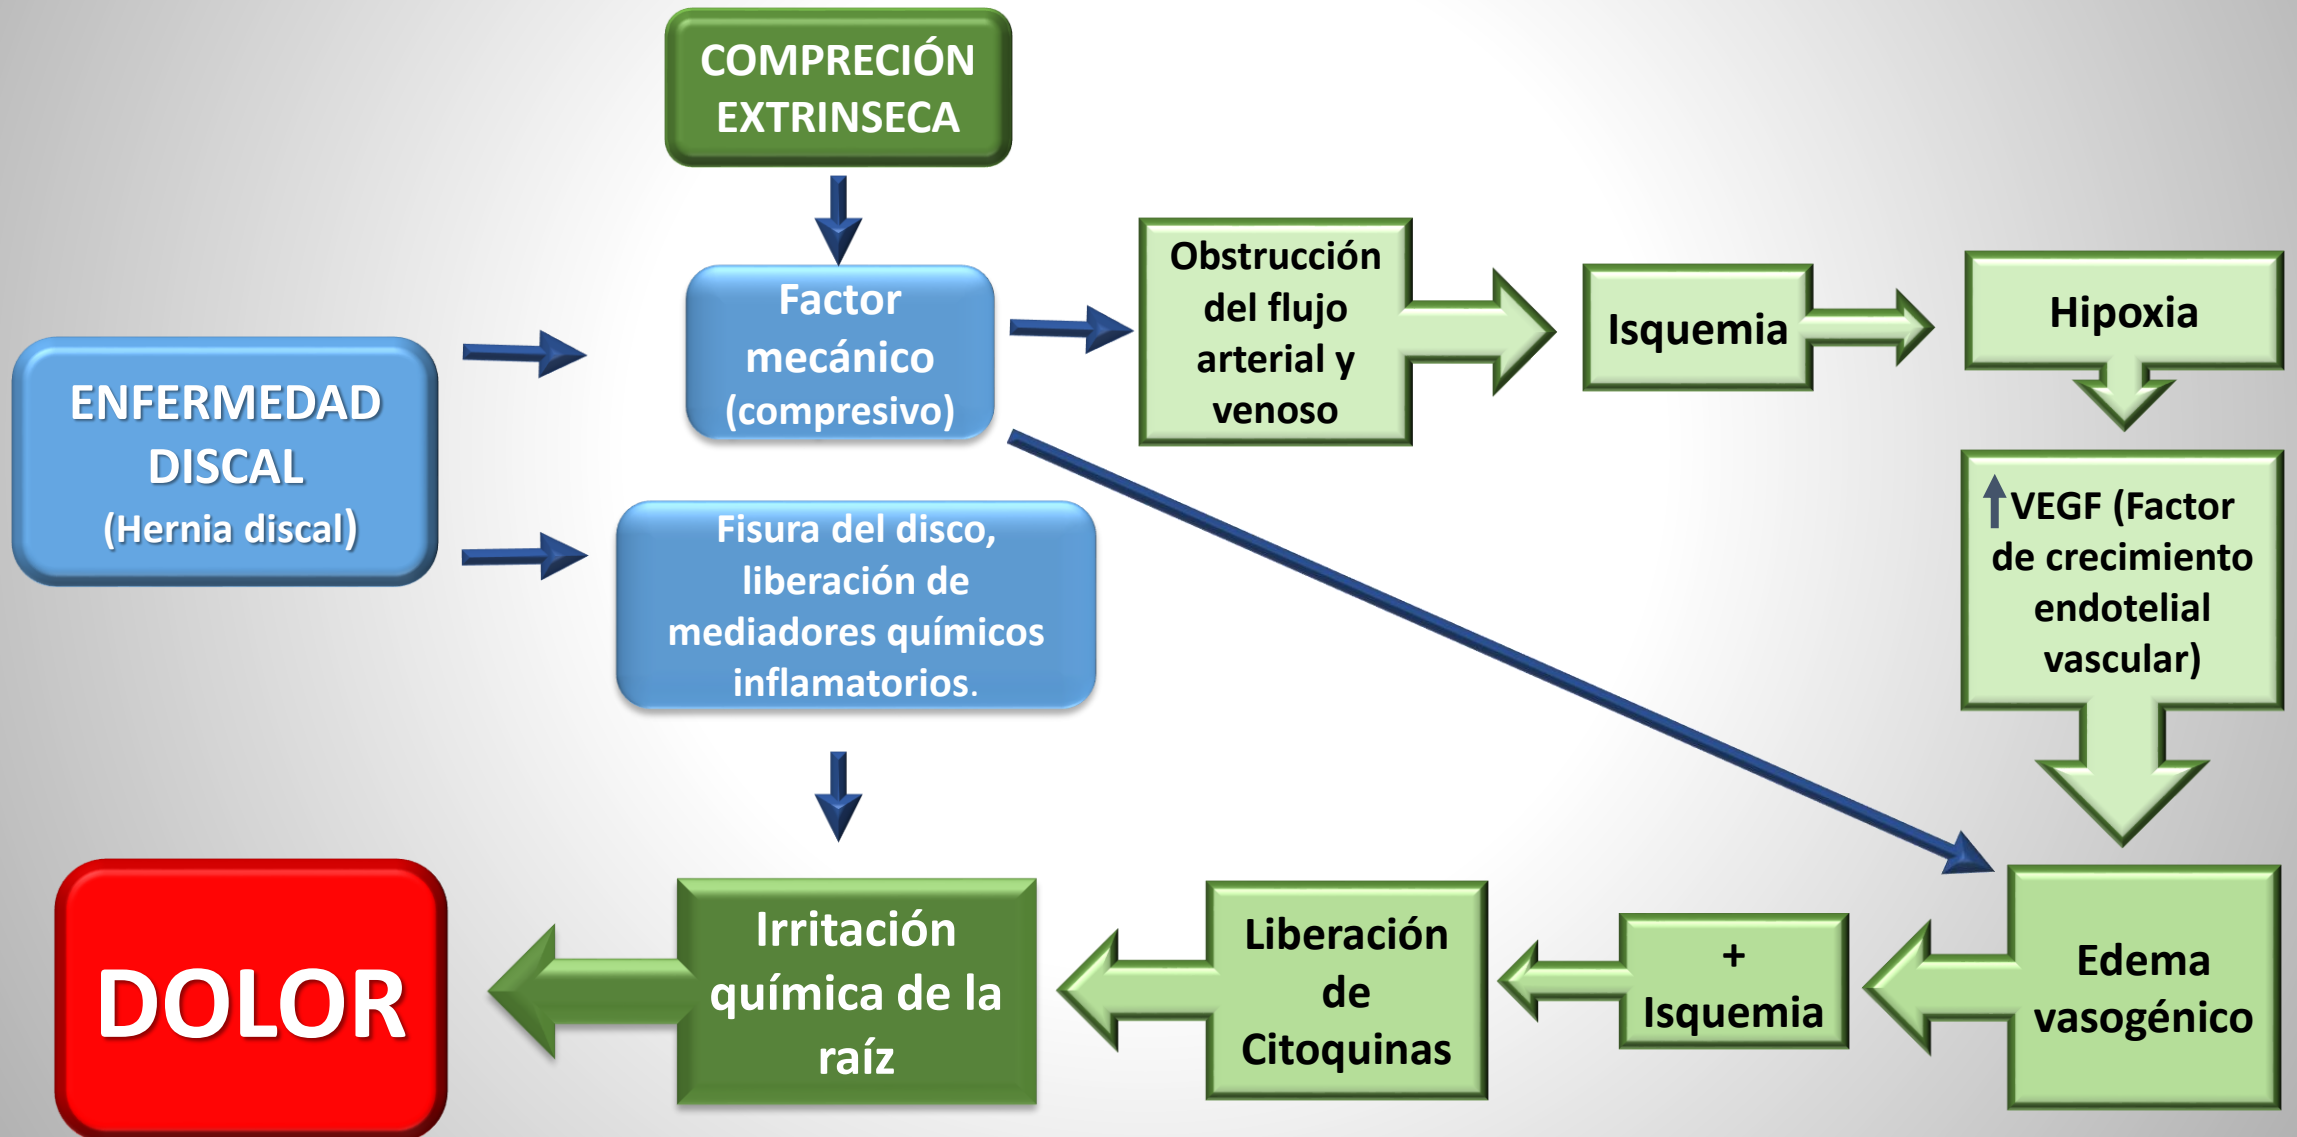 COMPRECIÓN
EXTRINSECA
ENFERMEDAD
DISCAL
(Hernia discal)
Factor
mecánico
(compresivo)
Obstrucción
del flujo
arterial y
venoso
Isquemia
Hipoxia
VEGF (Factor
de crecimiento
endotelial
vascular)
Fisura del disco,
liberación de
mediadores químicos
inflamatorios.
Edema
vasogénico
+
Isquemia
Liberación
de
Citoquinas
Irritación
química de la
raíz
DOLOR